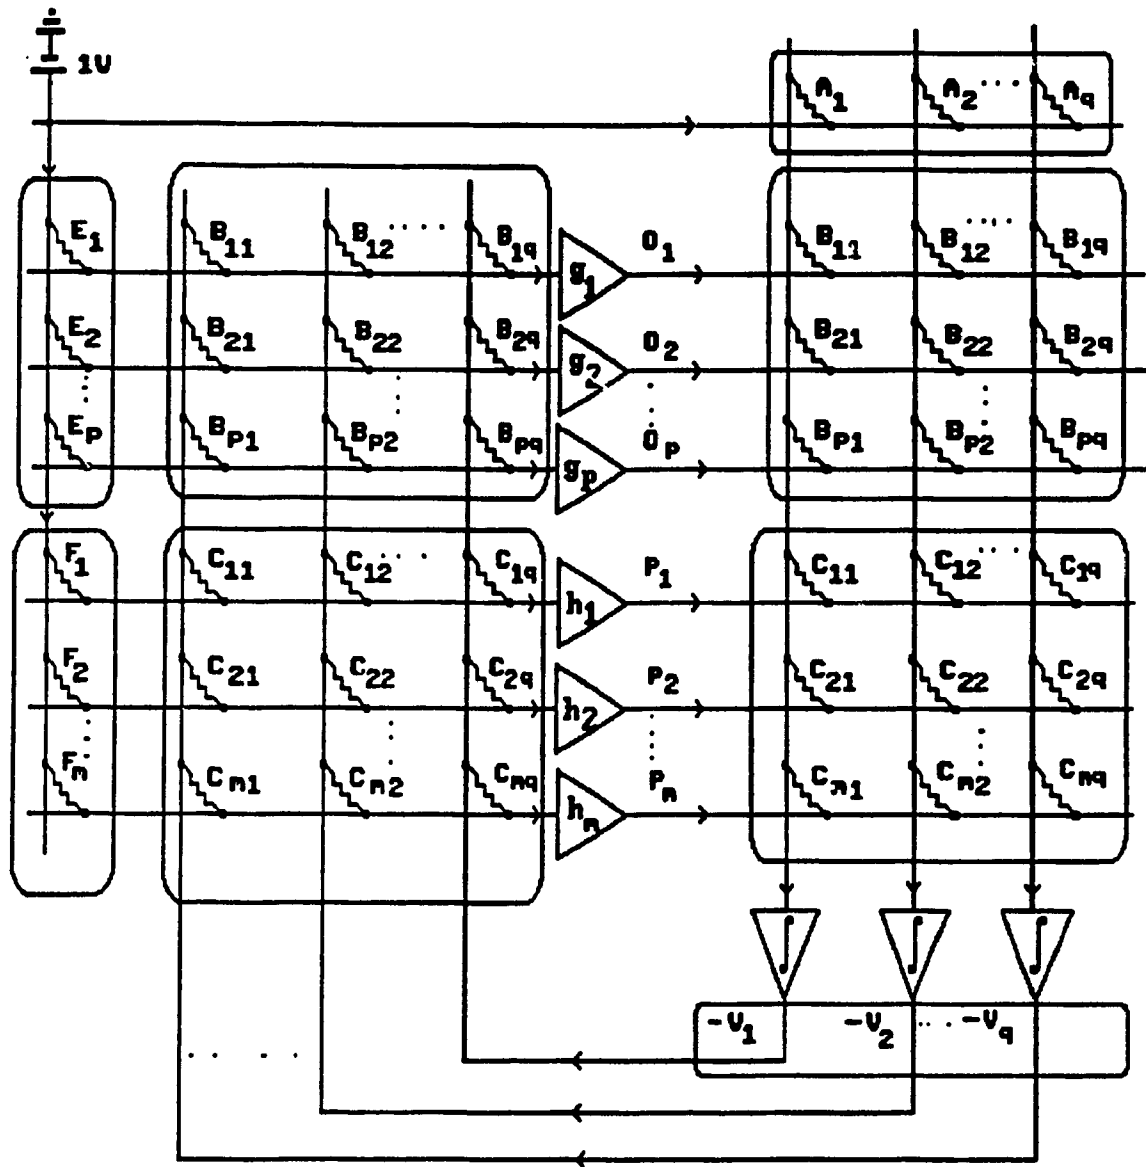 1V
A1 A2 .... Aq
E1 B11 B12 .... B1q g1 O1 B11 B12 .... B1q
E2 B21 B22 B2q g2 O2 B21 B22 B2q
Ep Bp1 Bp2 Bpq gp Op Bp1 Bp2 Bpq
F1 C11 C12 .... C1q h1 P1 C11 C12 .... C1q
F2 C21 C22 C2q h2 P2 C21 C22 C2q
Fm Cm1 Cm2 Cmq hm Pm Cm1 Cm2 Cmq
-V1 -V2 .... -Vq